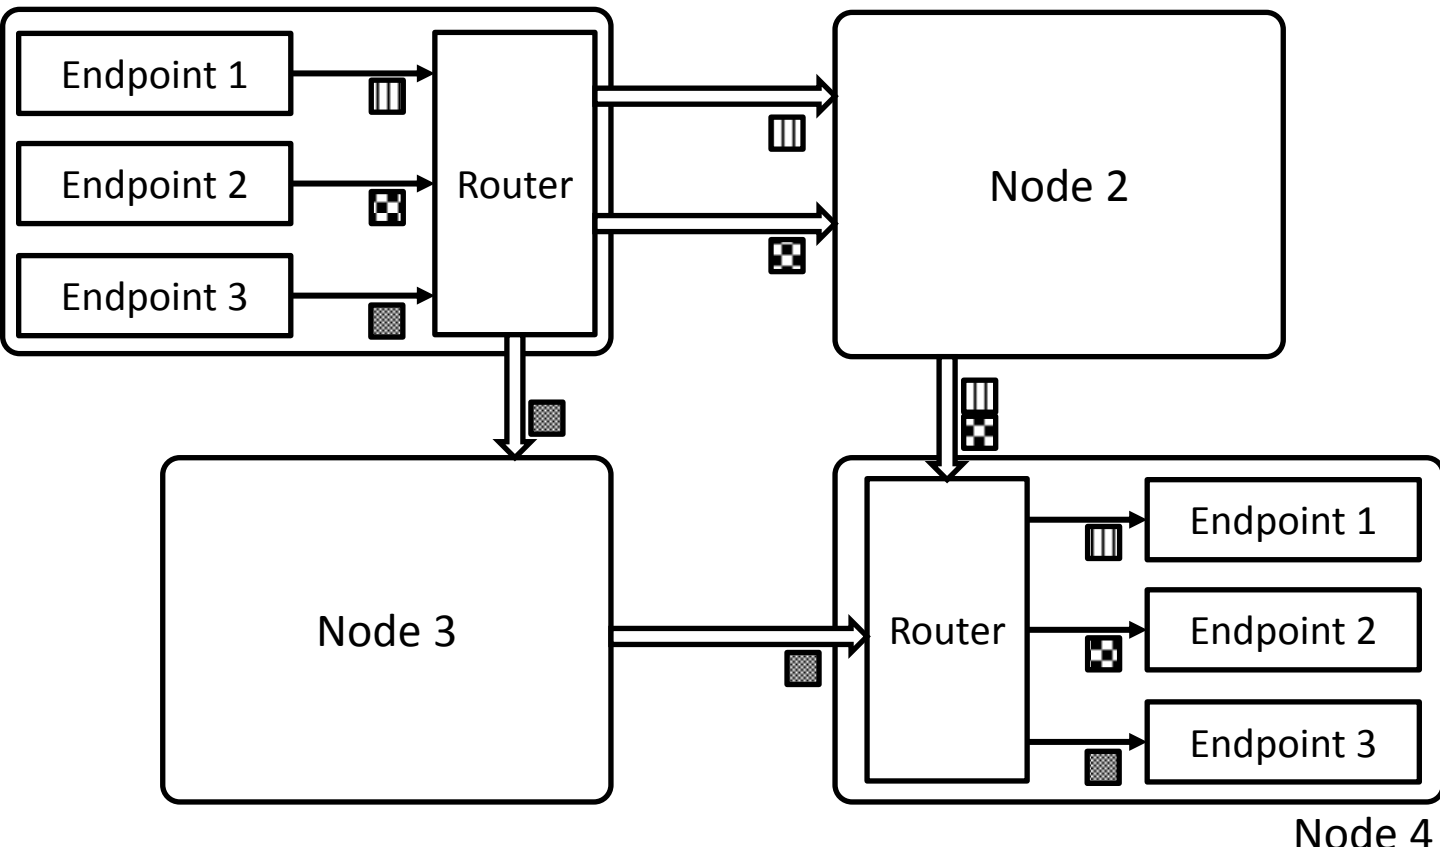 Endpoint 1
Endpoint 2
Router
Node 2
Endpoint 3
Endpoint 1
Node 3
Router
Endpoint 2
Endpoint 3
Node 4